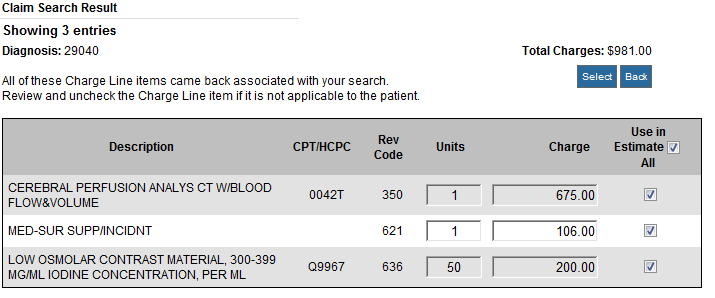 Claim Search Result
Showing 3 entries
Diagnosis: 29040
Total Charges: $981.00
All of these Charge Line items came back associated with your search.
Review and uncheck the Charge Line item if it is not applicable to the patient.
Select Back
Description CPT/HCPC Rev Code Units Charge Use in Estimate All
CEREBRAL PERFUSION ANALYS CT W/BLOOD
FLOW&VOLUME 0042T 350 1 675.00
MED-SUR SUPP/INCIDNT 621 1 106.00
LOW OSMOLAR CONTRAST MATERIAL, 300-399
MG/ML IODINE CONCENTRATION, PER ML Q9967 636 50 200.00